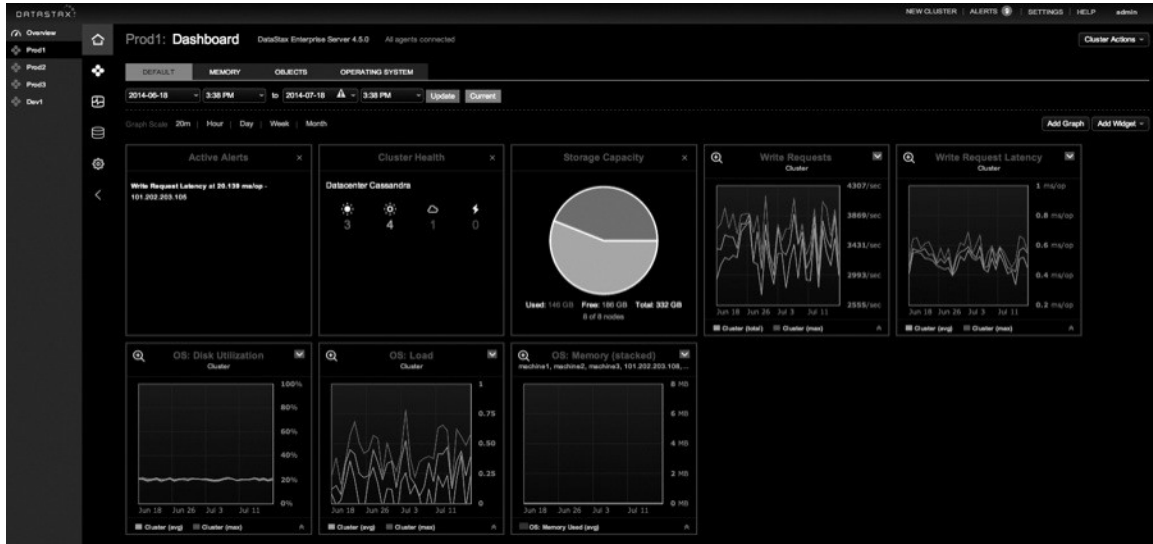 DATASTAX
NEW CLUSTER | ALERTS 9 | SETTINGS | HELP admin
Overview
Prod1
Prod2
Prod3
Dev1
Prod1: Dashboard DataStax Enterprise Server 4.5.0 All agents connected
Cluster Actions
DEFAULT MEMORY OBJECTS OPERATING SYSTEM
2014-06-18 3:38 PM to 2014-07-18 3:38 PM Update Current
Graph Scale 20m | Hour | Day | Week | Month
Add Graph Add Widget
Active Alerts
Write Request Latency at 20.139 ms/op -
101.202.203.105
Cluster Health
Datacenter Cassandra
3 4 1 0
Storage Capacity
Used: 146 GB Free: 186 GB Total: 332 GB
8 of 8 nodes
Write Requests
Cluster
4307/sec
3869/sec
3431/sec
2993/sec
2555/sec
Jun 18 Jun 26 Jul 3 Jul 11
Cluster (total) Cluster (max)
Write Request Latency
Cluster
1 ms/op
0.8 ms/op
0.6 ms/op
0.4 ms/op
0.2 ms/op
Jun 18 Jun 26 Jul 3 Jul 11
Cluster (avg) Cluster (max)
OS: Disk Utilization
Cluster
100%
80%
60%
40%
20%
0%
Jun 18 Jun 26 Jul 3 Jul 11
Cluster (avg) Cluster (max)
OS: Load
Cluster
1
0.75
0.50
0.25
0
Jun 18 Jun 26 Jul 3 Jul 11
Cluster (avg) Cluster (max)
OS: Memory (stacked)
machine1, machine2, machine3, 101.202.203.106,...
8 MB
6 MB
4 MB
2 MB
0 MB
Jun 18 Jun 26 Jul 3 Jul 11
OS: Memory Used (avg)